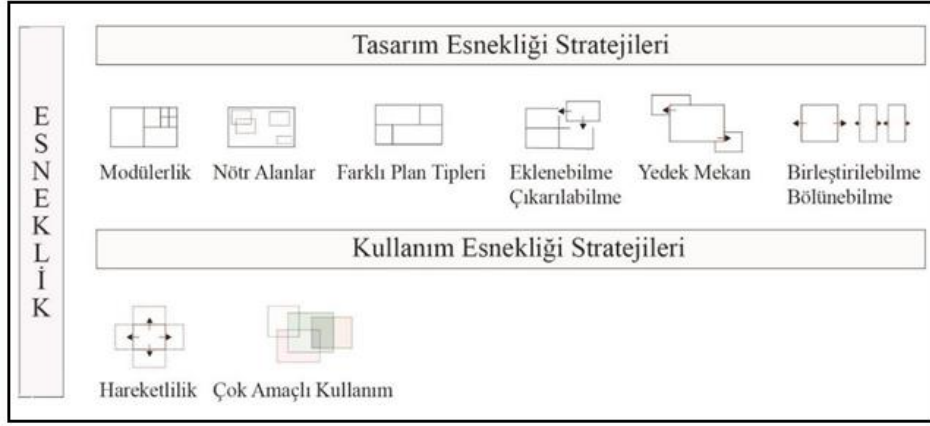 ESNEKLİK
Tasarım Esnekliği Stratejileri
Modülerlik
Nötr Alanlar
Farklı Plan Tipleri
Eklenebilme
Çıkarılabilme
Yedek Mekan
Birleştirilebilme
Bölünebilme
Kullanım Esnekliği Stratejileri
Hareketlilik
Çok Amaçlı Kullanım